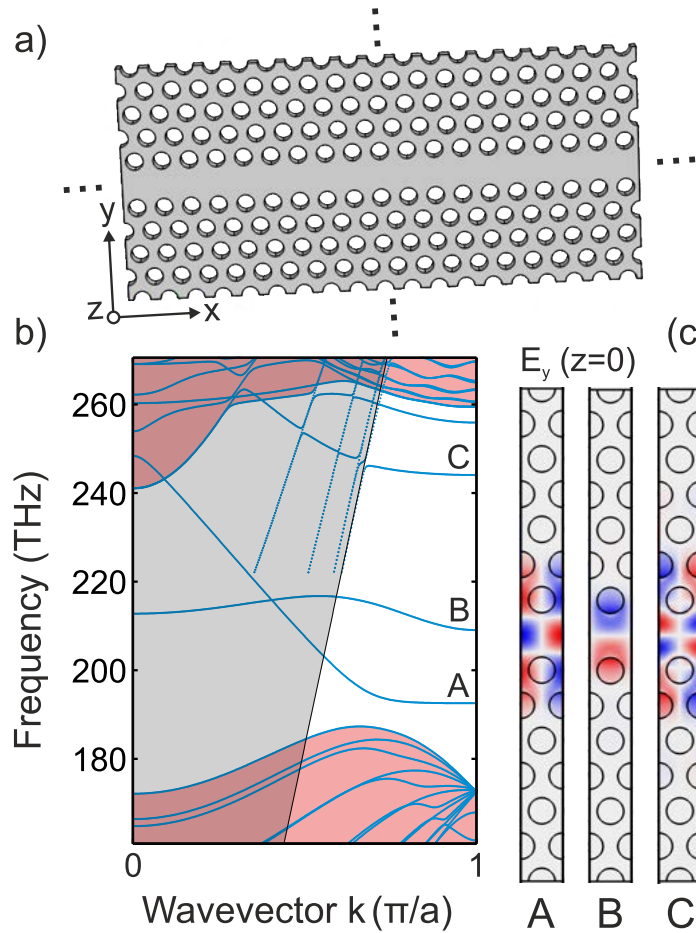 a)
y
z
x
b)
(c
E_y (z=0)
260
240
220
200
180
C
B
A
Frequency (THz)
0
1
Wavevector k (π/a)
A
B
C